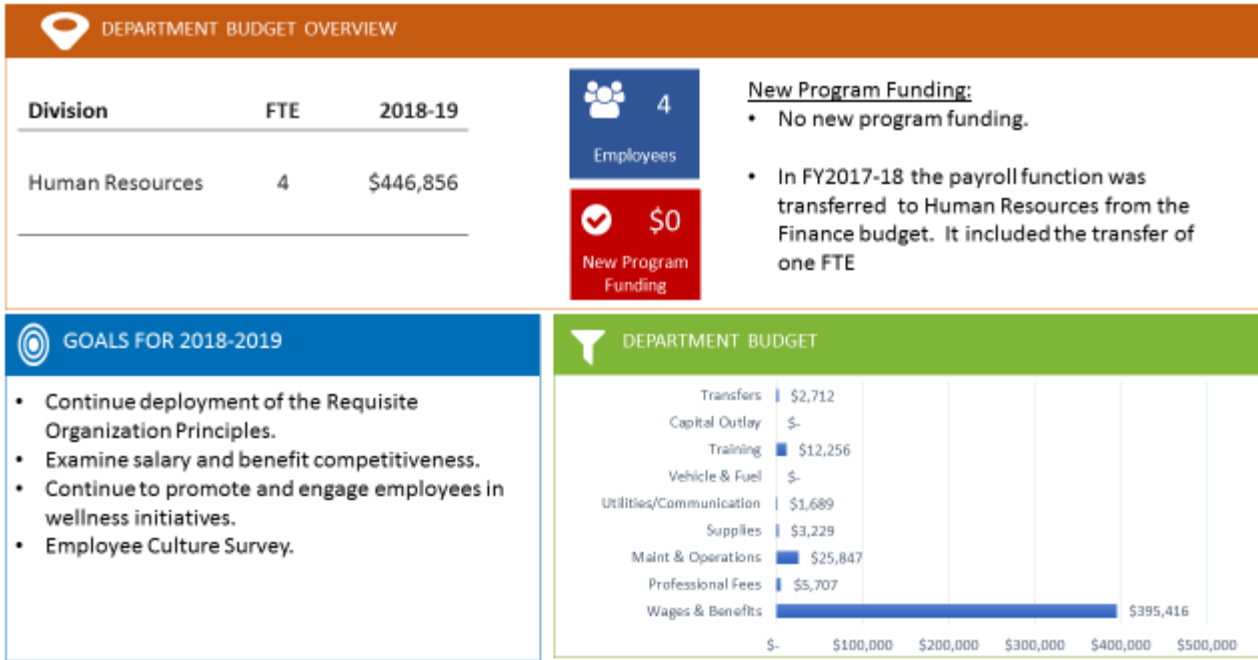 DEPARTMENT BUDGET OVERVIEW
Division FTE 2018-19
Human Resources 4 $446,856
4
Employees
$0
New Program
Funding
New Program Funding:
• No new program funding.
• In FY2017-18 the payroll function was
transferred to Human Resources from the
Finance budget. It included the transfer of
one FTE
GOALS FOR 2018-2019
• Continue deployment of the Requisite
Organization Principles.
• Examine salary and benefit competitiveness.
• Continue to promote and engage employees in
wellness initiatives.
• Employee Culture Survey.
DEPARTMENT BUDGET
Transfers $2,712
Capital Outlay $-
Training $12,256
Vehicle & Fuel $-
Utilities/Communication $1,689
Supplies $3,229
Maint & Operations $25,847
Professional Fees $5,707
Wages & Benefits $395,416
$- $100,000 $200,000 $300,000 $400,000 $500,000